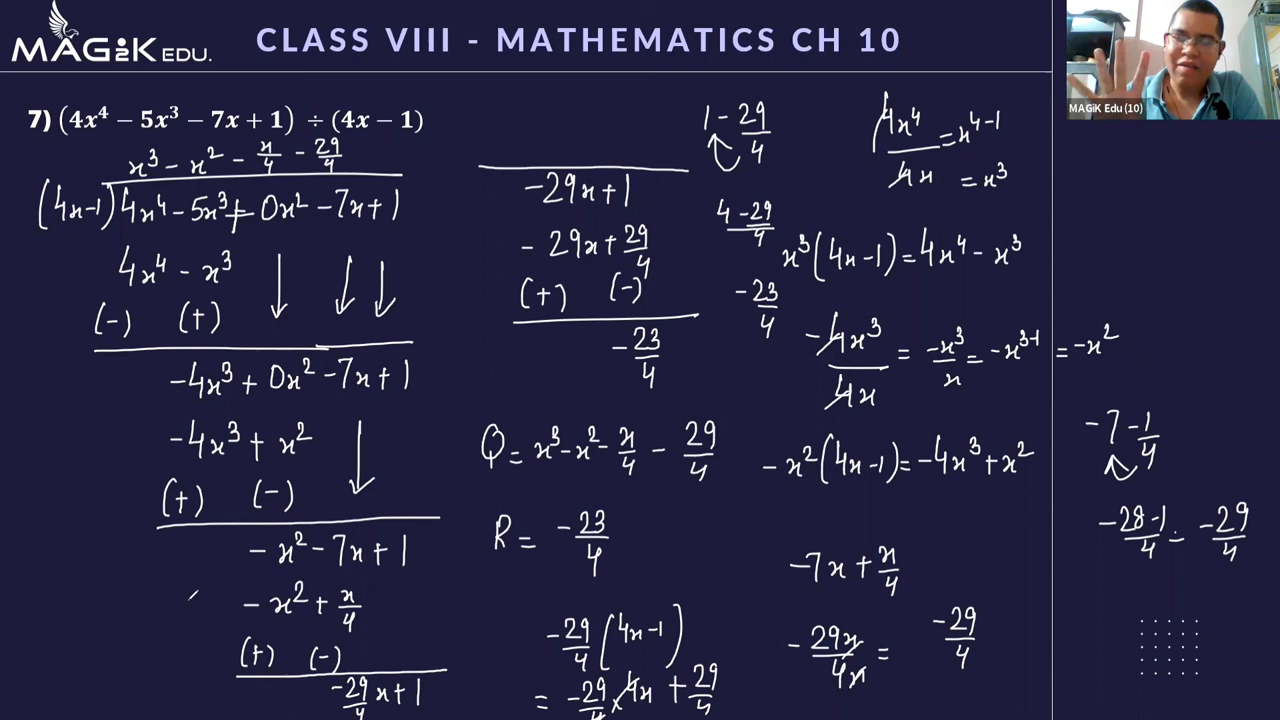 MAGiK EDU.
CLASS VIII - MATHEMATICS CH 10
MAGiK Edu (10)
7) (4x⁴ − 5x³ − 7x + 1) ÷ (4x − 1)
x³ - x² - x/4 - 29/4
(4x-1) 4x⁴ - 5x³ + 0x² - 7x + 1
4x⁴ - x³
(-) (+)
-4x³ + 0x² - 7x + 1
-4x³ + x²
(+) (-)
-x² - 7x + 1
-x² + x/4
(+) (-)
-29/4 x + 1
-29x + 1
-29x + 29/4
(+) (-)
-23/4
Q = x³ - x² - x/4 - 29/4
R = -23/4
-29/4 (4x-1)
= -29/4 × 4x + 29/4
1 - 29/4
4 - 29/4
-23/4
4x⁴/4x = x⁴⁻¹
= x³
x³(4x-1) = 4x⁴ - x³
-4x³/4x = -x³/x = -x³⁻¹ = -x²
-x²(4x-1) = -4x³ + x²
-7x + x/4
-29x/4x = -29/4
-7 - 1/4
-28-1/4 = -29/4